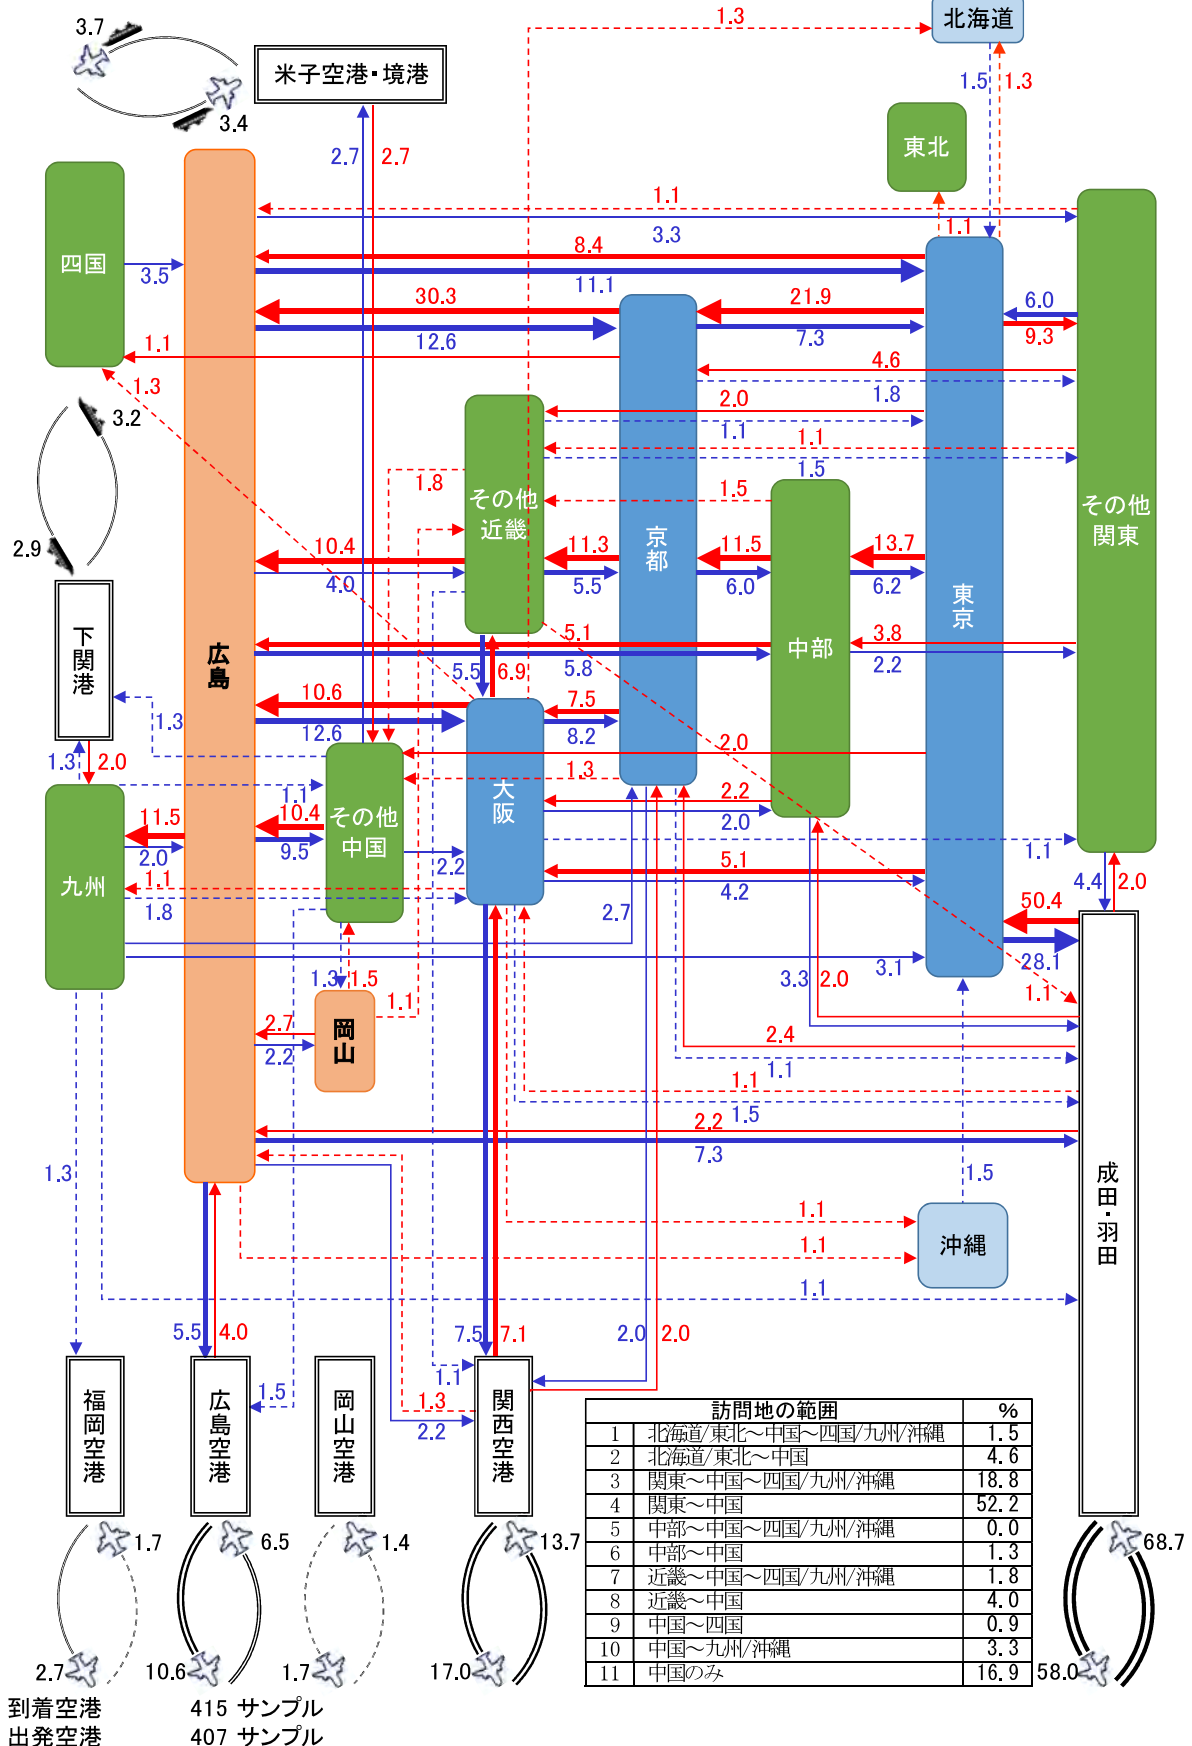 3.7
1.3
北海道
米子空港・境港
1.5
1.3
3.4
2.7
2.7
東北
四国
1.1
1.1
3.3
8.4
3.5
11.1
30.3
21.9
6.0
12.6
7.3
9.3
1.1
4.6
1.3
1.8
2.0
3.2
1.1
1.1
1.5
1.8
1.5
その他
近畿
京都
その他
関東
2.9
10.4
11.3
11.5
13.7
4.0
5.5
6.0
6.2
東京
下関港
広島
5.1
中部
3.8
5.5
6.9
5.8
2.2
10.6
7.5
1.3
12.6
8.2
2.0
1.3
2.0
1.3
大阪
1.1
2.2
その他
中国
11.5
10.4
2.0
2.0
9.5
2.2
1.1
九州
1.1
5.1
4.4
2.0
1.8
4.2
50.4
2.7
3.1
28.1
1.3
1.5
3.3
2.0
1.1
1.1
岡山
2.7
2.4
2.2
1.1
1.1
1.5
2.2
7.3
1.3
1.5
成田・羽田
1.1
沖縄
1.1
1.1
5.5
4.0
7.5
7.1
2.0
2.0
1.1
1.5
1.3
2.2
福岡空港
広島空港
岡山空港
関西空港
訪問地の範囲 %
1 北海道/東北～中国～四国/九州/沖縄 1.5
2 北海道/東北～中国 4.6
3 関東～中国～四国/九州/沖縄 18.8
4 関東～中国 52.2
5 中部～中国～四国/九州/沖縄 0.0
6 中部～中国 1.3
7 近畿～中国～四国/九州/沖縄 1.8
8 近畿～中国 4.0
9 中国～四国 0.9
10 中国～九州/沖縄 3.3
11 中国のみ 16.9
1.7
6.5
1.4
13.7
68.7
2.7
10.6
1.7
17.0
58.0
到着空港 415 サンプル
出発空港 407 サンプル